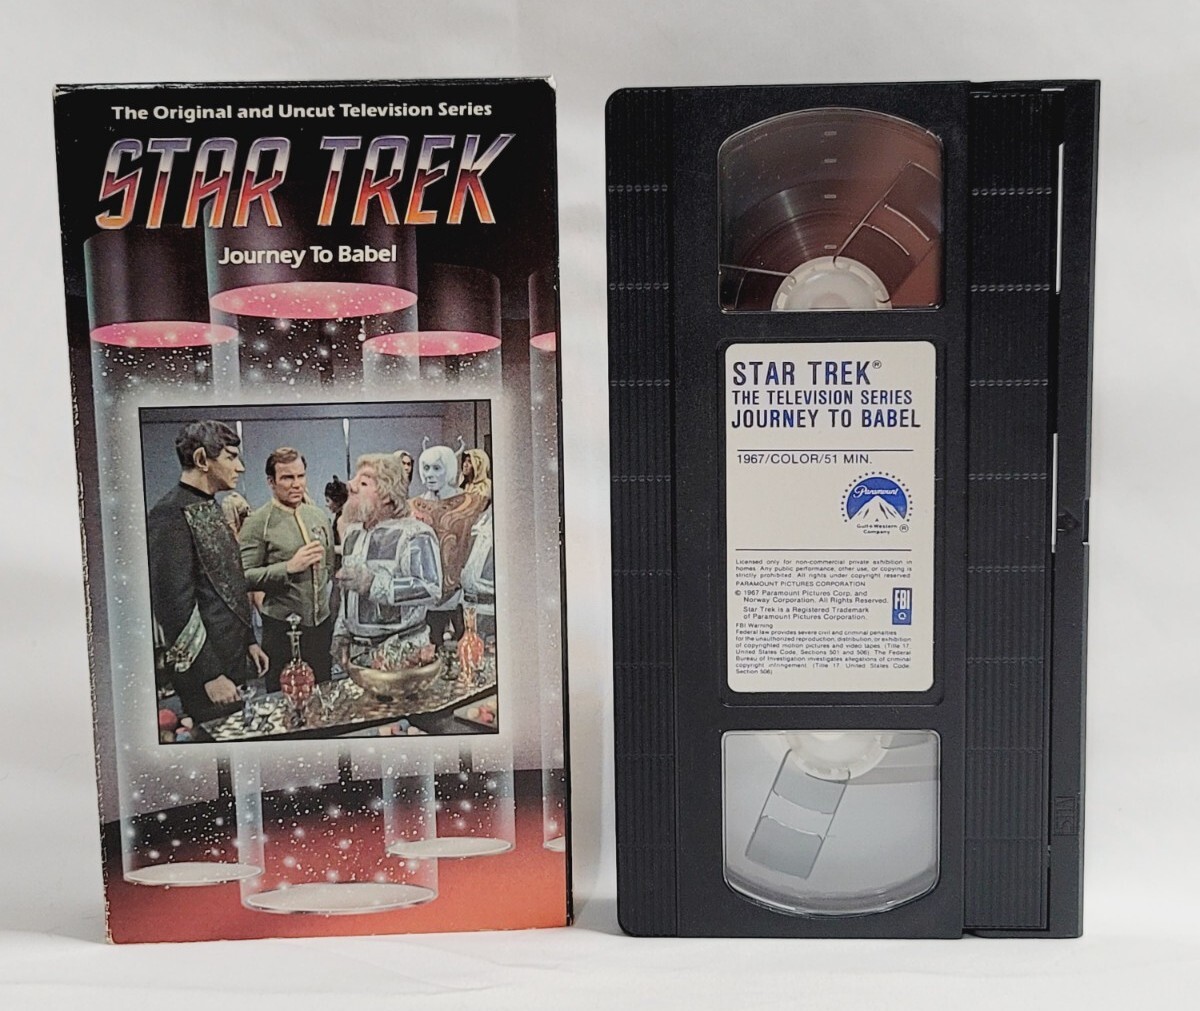 The Original and Uncut Television Series
STAR TREK
Journey To Babel
STAR TREK®
THE TELEVISION SERIES
JOURNEY TO BABEL
1967/COLOR/51 MIN.
Paramount
A
Gulf+Western
Company
®
Licensed only for non-commercial private exhibition in
homes. Any public performance, other use, or copying is
strictly prohibited. All rights under copyright reserved.
PARAMOUNT PICTURES CORPORATION
© 1967 Paramount Pictures Corp. and
Norway Corporation. All Rights Reserved.
Star Trek is a Registered Trademark
of Paramount Pictures Corporation.
FBI
FBI Warning
Federal law provides severe civil and criminal penalties
for the unauthorized reproduction, distribution, or exhibition
of copyrighted motion pictures and video tapes. (Title 17,
United States Code, Sections 501 and 506). The Federal
Bureau of Investigation investigates allegations of criminal
copyright infringement. (Title 17, United States Code,
Section 506)
VHS